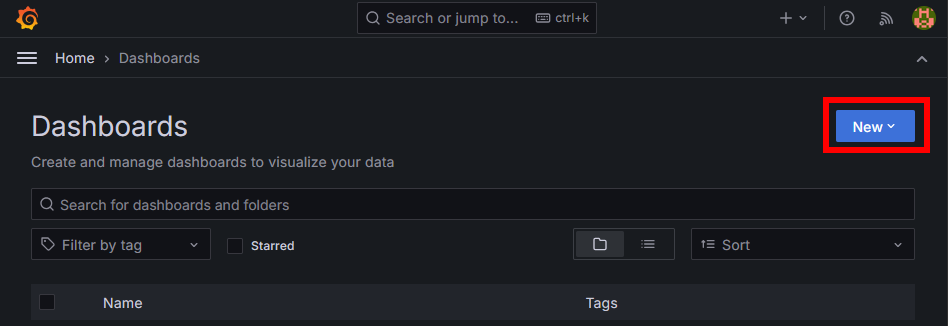 Search or jump to... ctrl+k
Home › Dashboards
Dashboards
New
Create and manage dashboards to visualize your data
Search for dashboards and folders
Filter by tag
Starred
Sort
Name
Tags